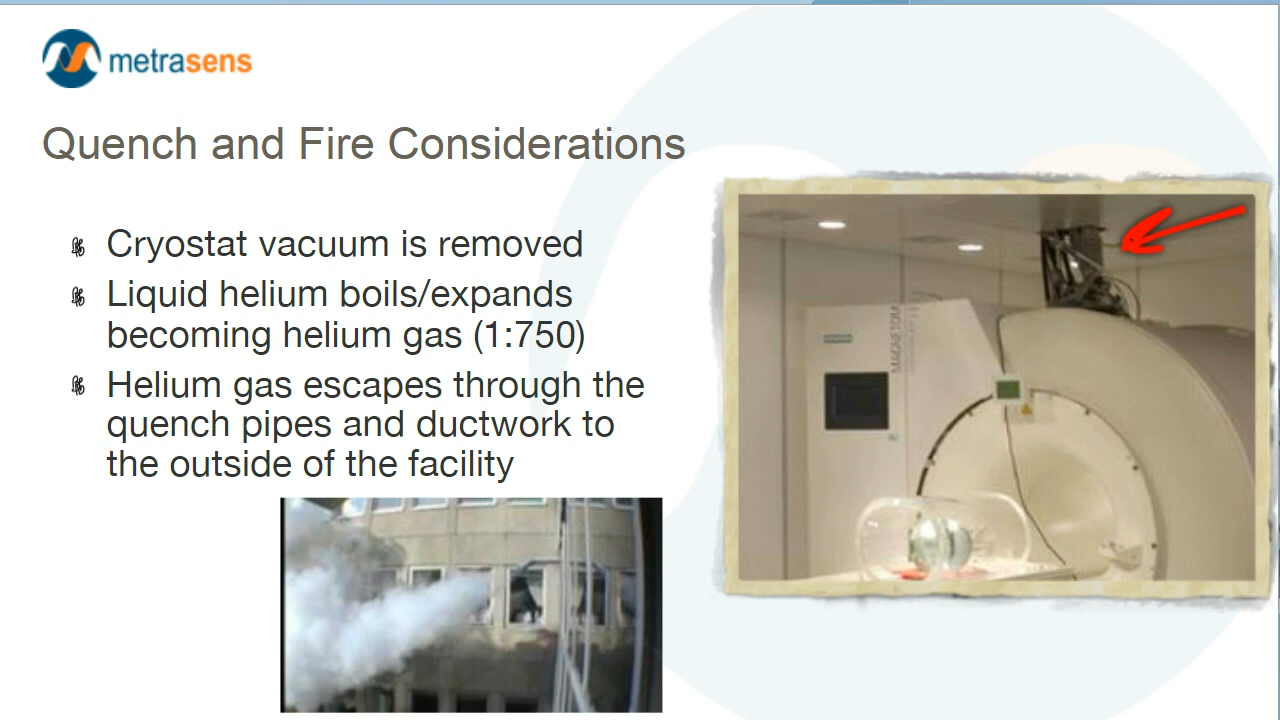 metrasens
Quench and Fire Considerations
Cryostat vacuum is removed
Liquid helium boils/expands
becoming helium gas (1:750)
Helium gas escapes through the
quench pipes and ductwork to
the outside of the facility
MAGNETOM